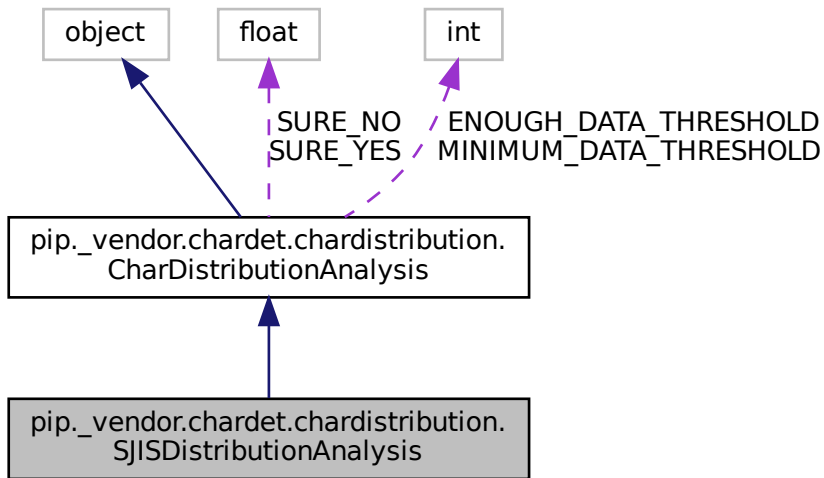 object
float
int
SURE_NO
SURE_YES
ENOUGH_DATA_THRESHOLD
MINIMUM_DATA_THRESHOLD
pip._vendor.chardet.chardistribution.
CharDistributionAnalysis
pip._vendor.chardet.chardistribution.
SJISDistributionAnalysis